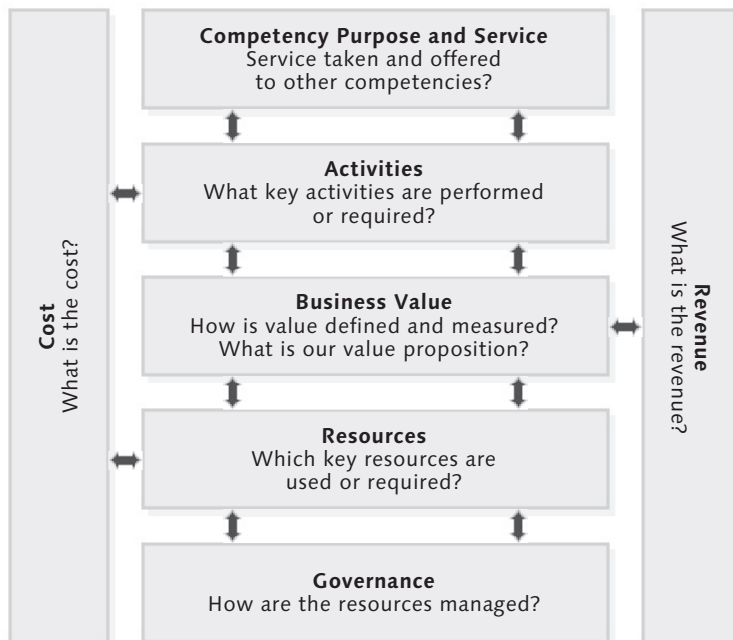 Competency Purpose and Service
Service taken and offered
to other competencies?
Activities
What key activities are performed
or required?
Business Value
How is value defined and measured?
What is our value proposition?
Resources
Which key resources are
used or required?
Governance
How are the resources managed?
Cost
What is the cost?
Revenue
What is the revenue?